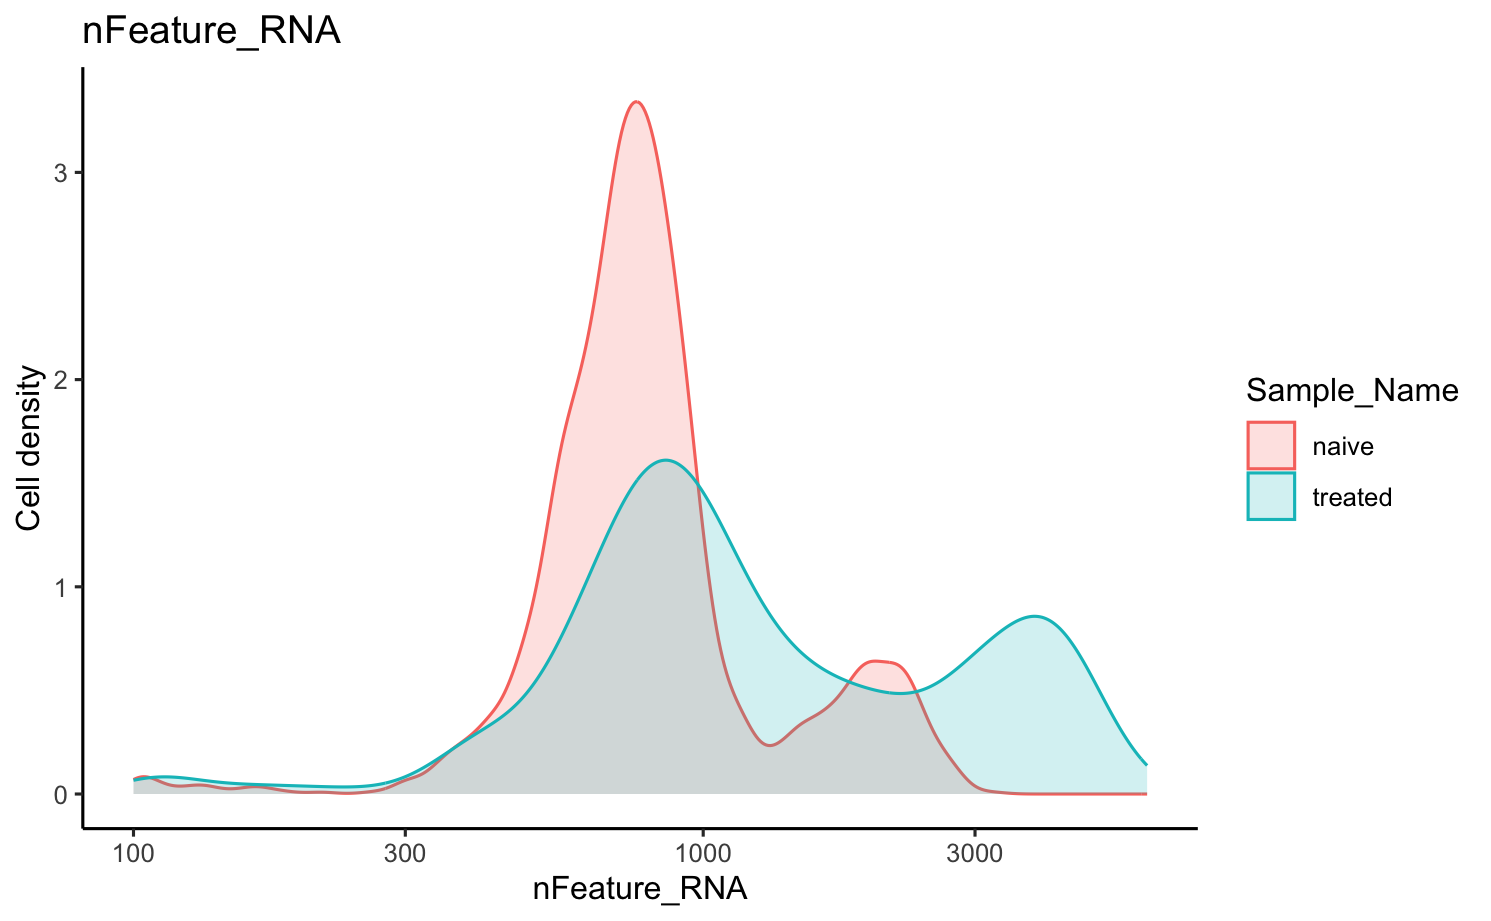 nFeature_RNA
Cell density
3
2
1
0
100 300 1000 3000
nFeature_RNA
Sample_Name
naive
treated